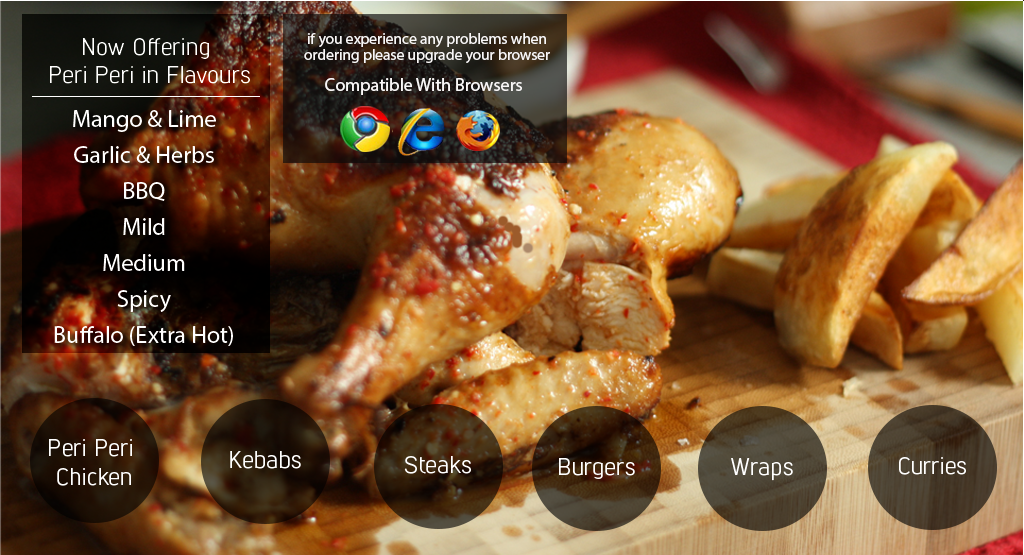 Now Offering
Peri Peri in Flavours
Mango & Lime
Garlic & Herbs
BBQ
Mild
Medium
Spicy
Buffalo (Extra Hot)
if you experience any problems when
ordering please upgrade your browser
Compatible With Browsers
Peri Peri
Chicken
Kebabs
Steaks
Burgers
Wraps
Curries